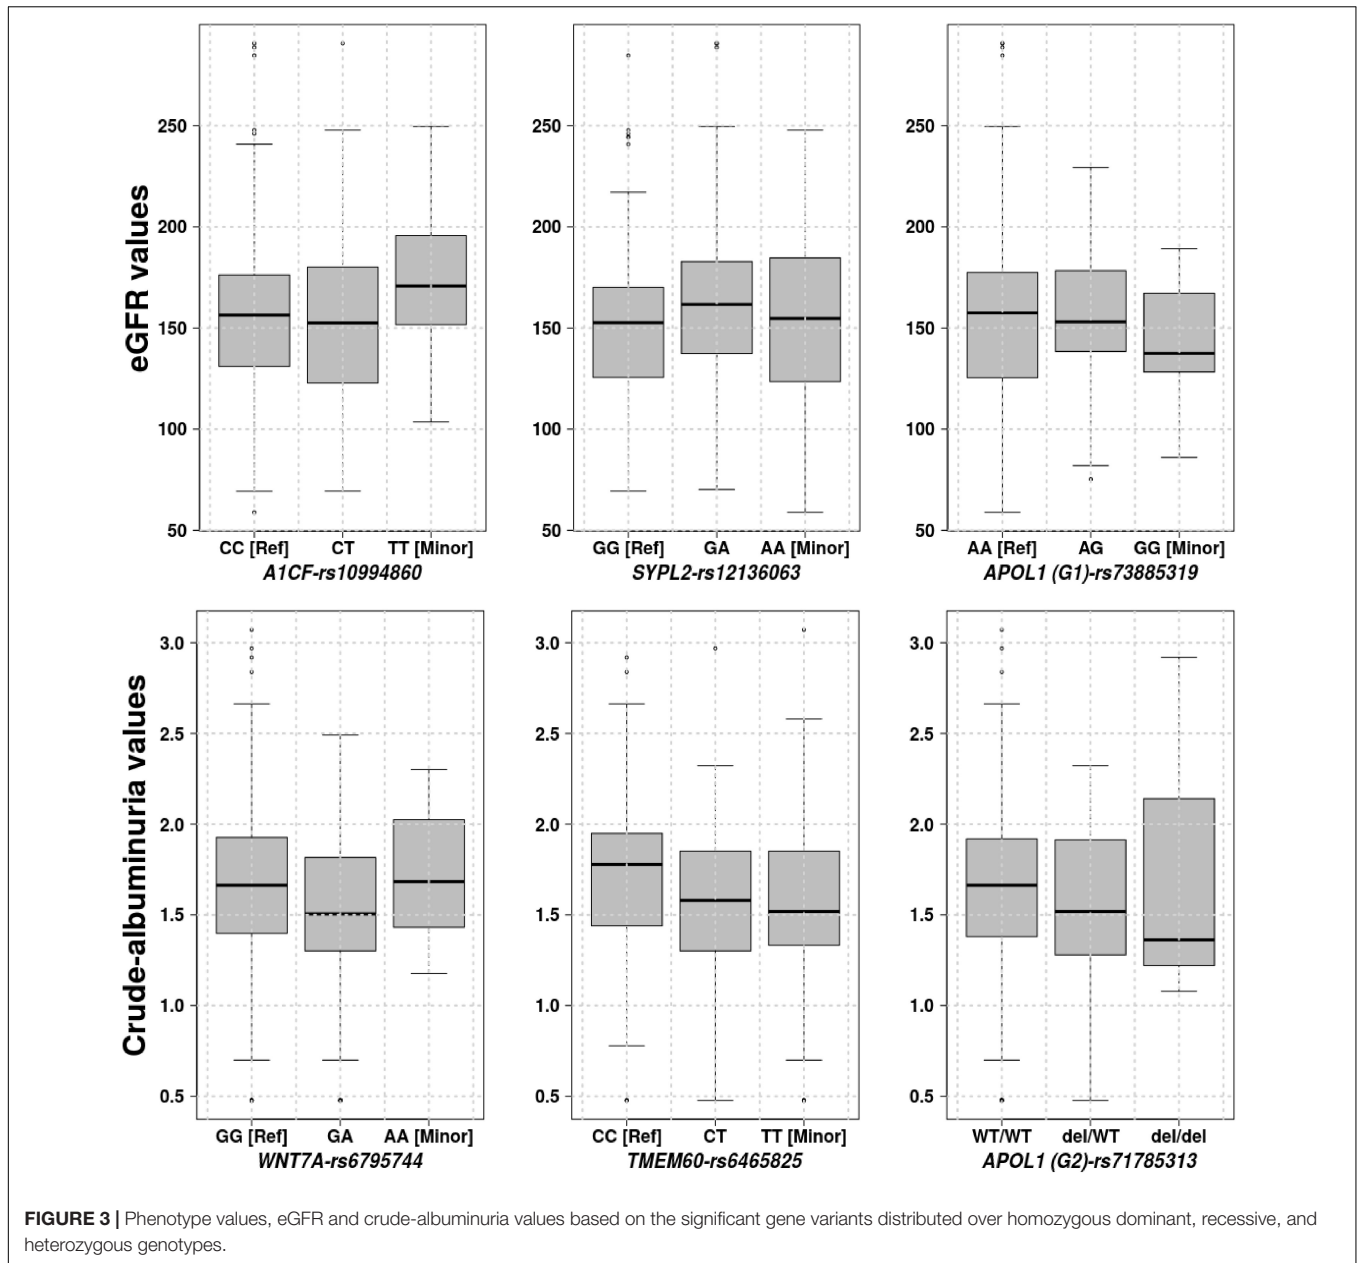 eGFR values
250
200
150
100
50
CC [Ref] CT TT [Minor]
A1CF-rs10994860
250
200
150
100
50
GG [Ref] GA AA [Minor]
SYPL2-rs12136063
250
200
150
100
50
AA [Ref] AG GG [Minor]
APOL1 (G1)-rs73885319
Crude-albuminuria values
3.0
2.5
2.0
1.5
1.0
0.5
GG [Ref] GA AA [Minor]
WNT7A-rs6795744
3.0
2.5
2.0
1.5
1.0
0.5
CC [Ref] CT TT [Minor]
TMEM60-rs6465825
3.0
2.5
2.0
1.5
1.0
0.5
WT/WT del/WT del/del
APOL1 (G2)-rs71785313
FIGURE 3 | Phenotype values, eGFR and crude-albuminuria values based on the significant gene variants distributed over homozygous dominant, recessive, and
heterozygous genotypes.